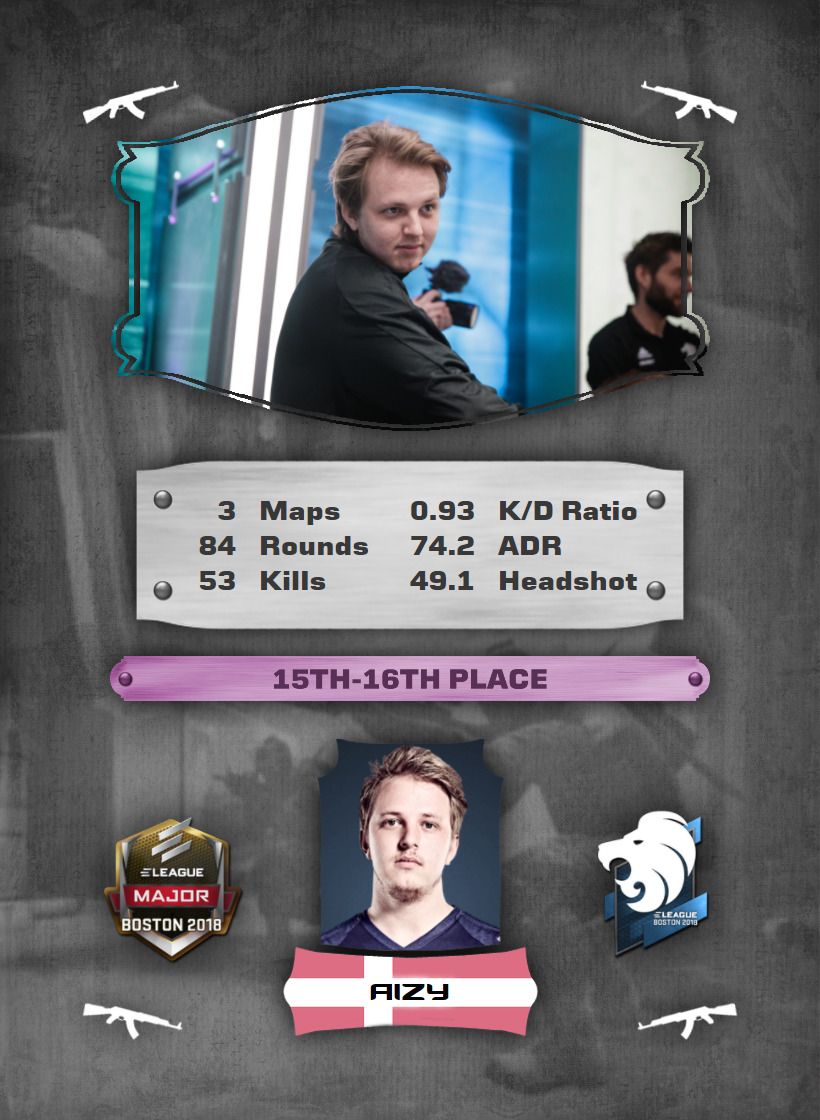 3 Maps 0.93 K/D Ratio
84 Rounds 74.2 ADR
53 Kills 49.1 Headshot
15TH-16TH PLACE
ELEAGUE
MAJOR
BOSTON 2018
ELEAGUE
BOSTON 2018
AIZY